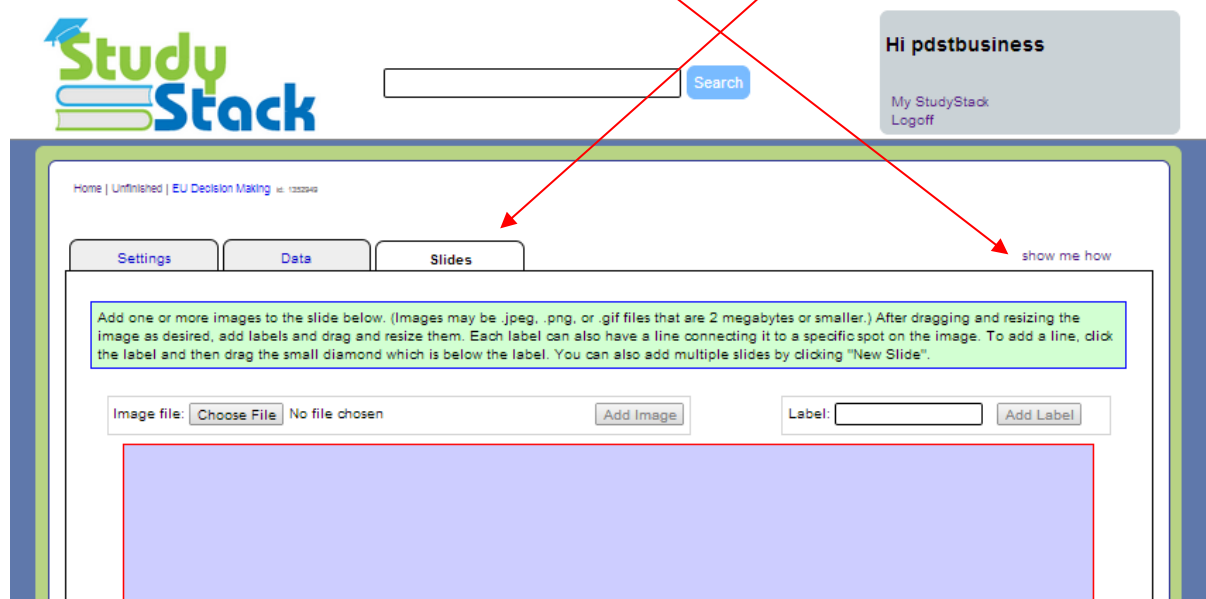 Study
Stack
Search
Hi pdstbusiness
My StudyStack
Logoff
Home | Unfinished | EU Decision Making id: 1352949
Settings
Data
Slides
show me how
Add one or more images to the slide below. (Images may be .jpeg, .png, or .gif files that are 2 megabytes or smaller.) After dragging and resizing the
image as desired, add labels and drag and resize them. Each label can also have a line connecting it to a specific spot on the image. To add a line, click
the label and then drag the small diamond which is below the label. You can also add multiple slides by clicking "New Slide".
Image file: Choose File No file chosen
Add Image
Label:
Add Label